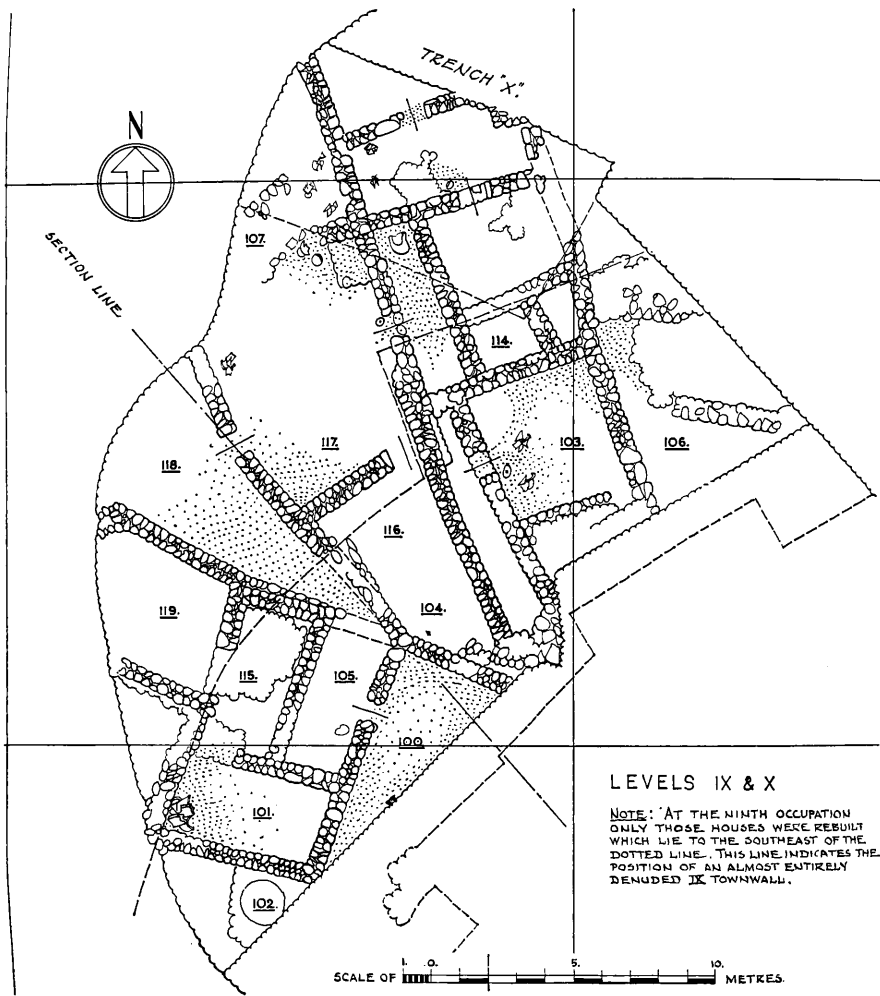 TRENCH "X".
N
SECTION LINE
107.
114.
103.
106.
117.
118.
116.
104.
119.
115.
105.
100
101.
102.
LEVELS IX & X
NOTE: 'AT THE NINTH OCCUPATION
ONLY THOSE HOUSES WERE REBUILT
WHICH LIE TO THE SOUTHEAST OF THE
DOTTED LINE. THIS LINE INDICATES THE
POSITION OF AN ALMOST ENTIRELY
DENUDED IX TOWNWALL.
1. 0. 5. 10.
SCALE OF METRES.